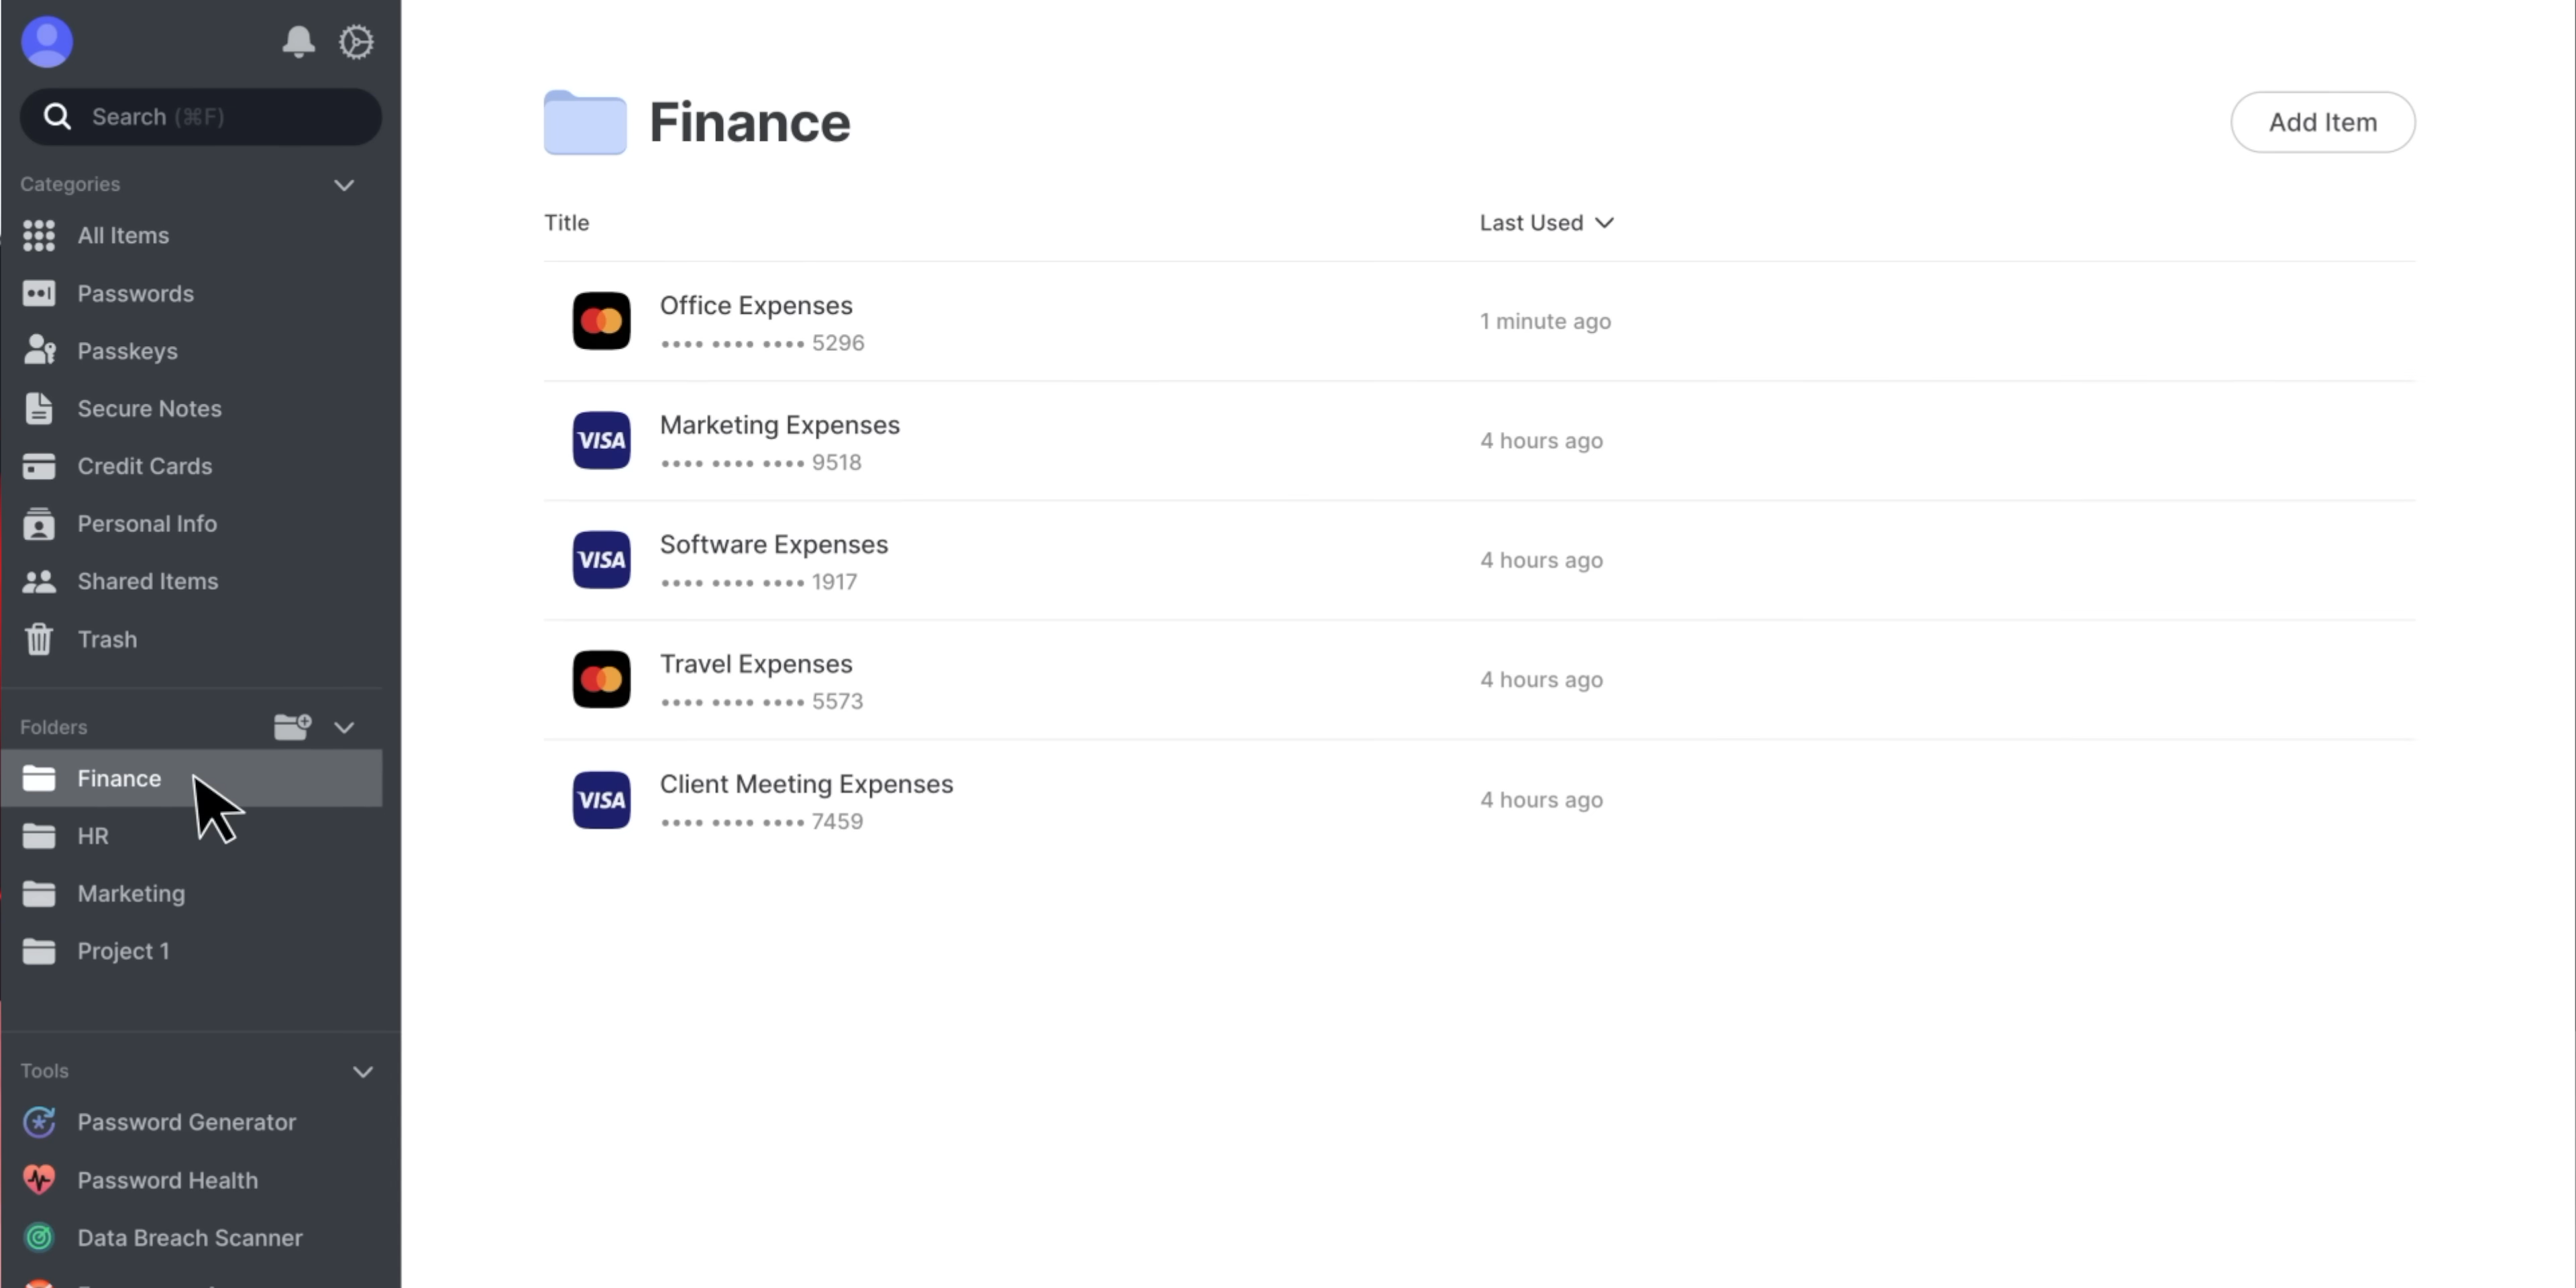 Search (⌘F)
Categories
All Items
Passwords
Passkeys
Secure Notes
Credit Cards
Personal Info
Shared Items
Trash
Folders
Finance
HR
Marketing
Project 1
Tools
Password Generator
Password Health
Data Breach Scanner
Finance
Add Item
Title Last Used
Office Expenses
•••• •••• •••• 5296
1 minute ago
VISA
Marketing Expenses
•••• •••• •••• 9518
4 hours ago
VISA
Software Expenses
•••• •••• •••• 1917
4 hours ago
Travel Expenses
•••• •••• •••• 5573
4 hours ago
VISA
Client Meeting Expenses
•••• •••• •••• 7459
4 hours ago